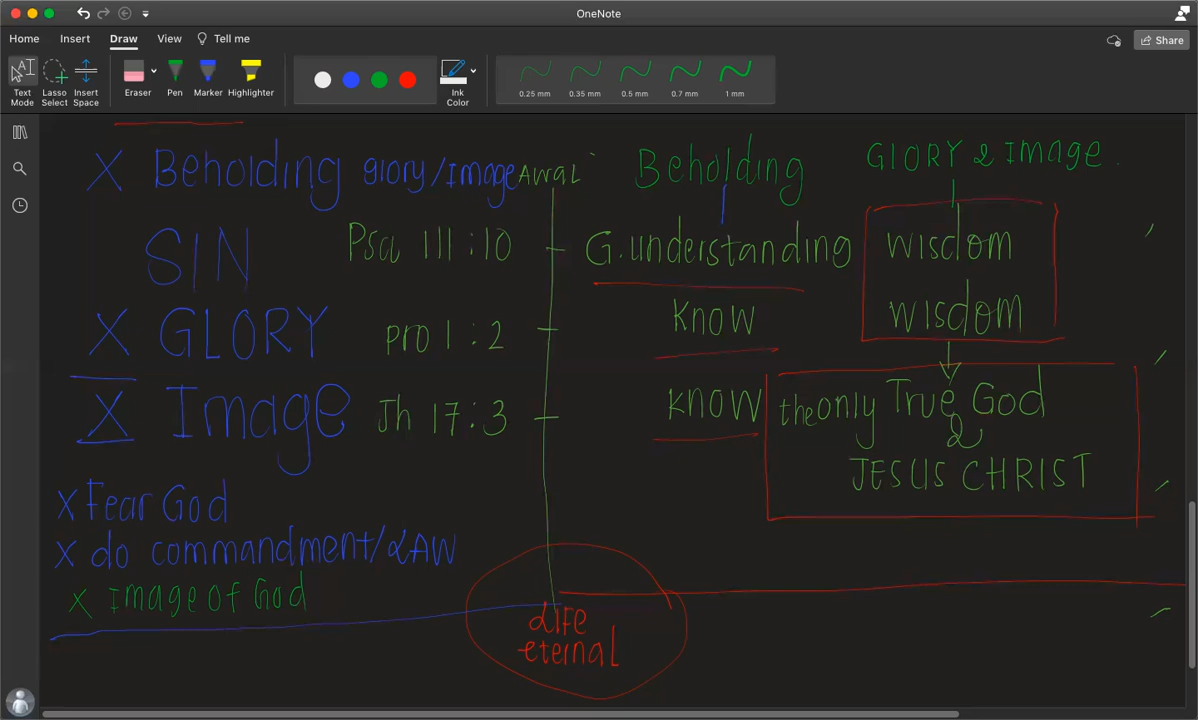 OneNote
Home Insert Draw View Tell me
Share
Text Mode
Lasso Select
Insert Space
Eraser
Pen
Marker
Highlighter
Ink Color
0.25 mm 0.35 mm 0.5 mm 0.7 mm 1 mm
X Beholding glory/Image Awal Beholding GLORY & Image
SIN Psa 111:10 G. understanding wisdom
X GLORY pro 1:2 Know wisdom
X Image Jh 17:3 know the only True God
&
JESUS CHRIST
X Fear God
X do commandment/LAW
X Image of God
LIFE
eternal